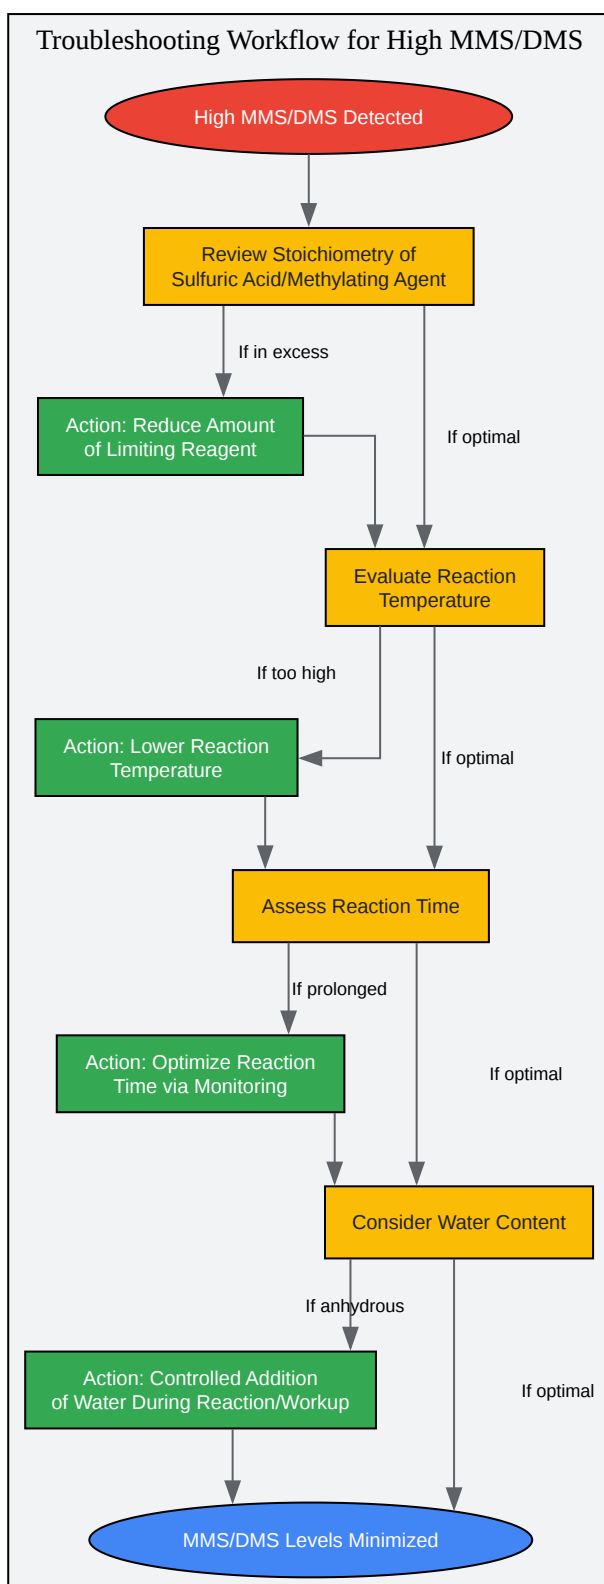 Troubleshooting Workflow for High MMS/DMS
High MMS/DMS Detected
Review Stoichiometry of
Sulfuric Acid/Methylating Agent
If in excess
Action: Reduce Amount
of Limiting Reagent
If optimal
Evaluate Reaction
Temperature
If too high
Action: Lower Reaction
Temperature
If optimal
Assess Reaction Time
If prolonged
Action: Optimize Reaction
Time via Monitoring
If optimal
Consider Water Content
If anhydrous
Action: Controlled Addition
of Water During Reaction/Workup
If optimal
MMS/DMS Levels Minimized